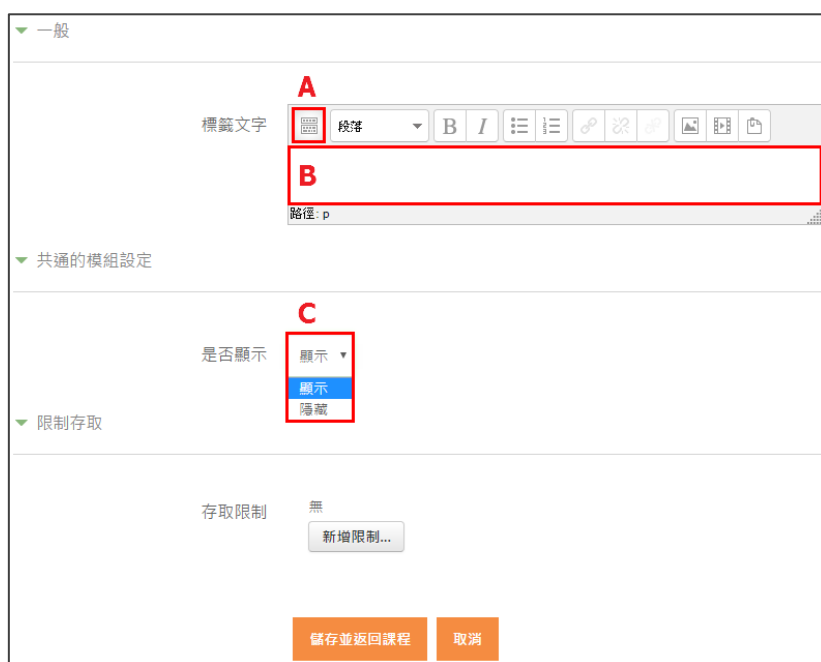 一般
A
標籤文字
段落
B I
B
路徑: p
共通的模組設定
C
是否顯示
顯示
顯示
隱藏
限制存取
存取限制
無
新增限制...
儲存並返回課程
取消